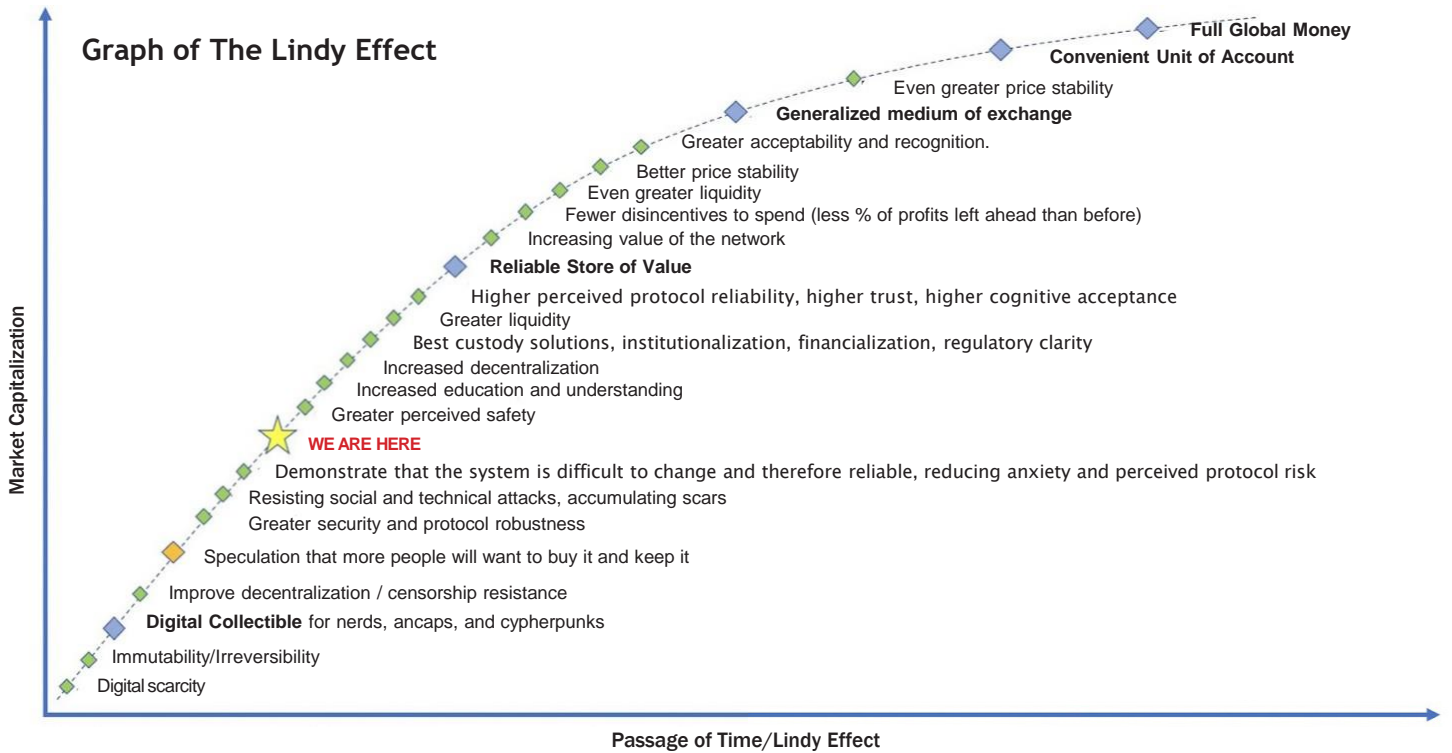 Full Global Money
Graph of The Lindy Effect
Convenient Unit of Account
Even greater price stability
Generalized medium of exchange
Greater acceptability and recognition.
Better price stability
Even greater liquidity
Fewer disincentives to spend (less % of profits left ahead than before)
Increasing value of the network
Reliable Store of Value
Higher perceived protocol reliability, higher trust, higher cognitive acceptance
Greater liquidity
Best custody solutions, institutionalization, financialization, regulatory clarity
Increased decentralization
Increased education and understanding
Greater perceived safety
WE ARE HERE
Demonstrate that the system is difficult to change and therefore reliable, reducing anxiety and perceived protocol risk
Resisting social and technical attacks, accumulating scars
Greater security and protocol robustness
Speculation that more people will want to buy it and keep it
Improve decentralization / censorship resistance
Digital Collectible for nerds, ancaps, and cypherpunks
Immutability/Irreversibility
Digital scarcity
Market Capitalization
Passage of Time/Lindy Effect